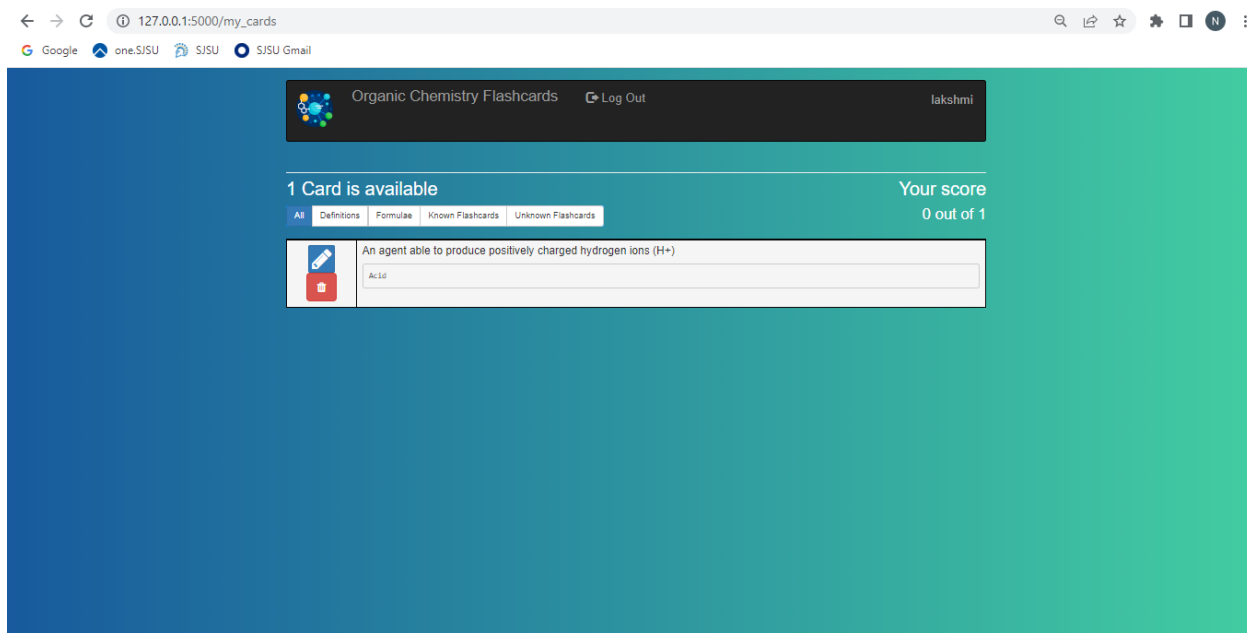 127.0.0.1:5000/my_cards
N
Google one.SJSU SJSU SJSU Gmail
Organic Chemistry Flashcards Log Out lakshmi
1 Card is available Your score
All Definitions Formulae Known Flashcards Unknown Flashcards 0 out of 1
An agent able to produce positively charged hydrogen ions (H+)
Acid